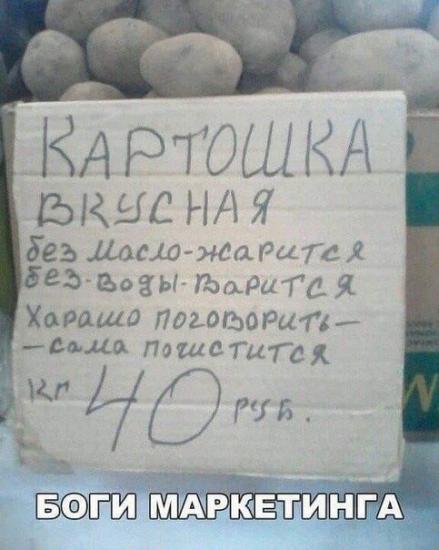 КАРТОШКА
ВКУСНАЯ
без Масло-жарится
без-Воды-Варится
Харашо поговорить-
-сама почистится
кг 40 руб.
БОГИ МАРКЕТИНГА